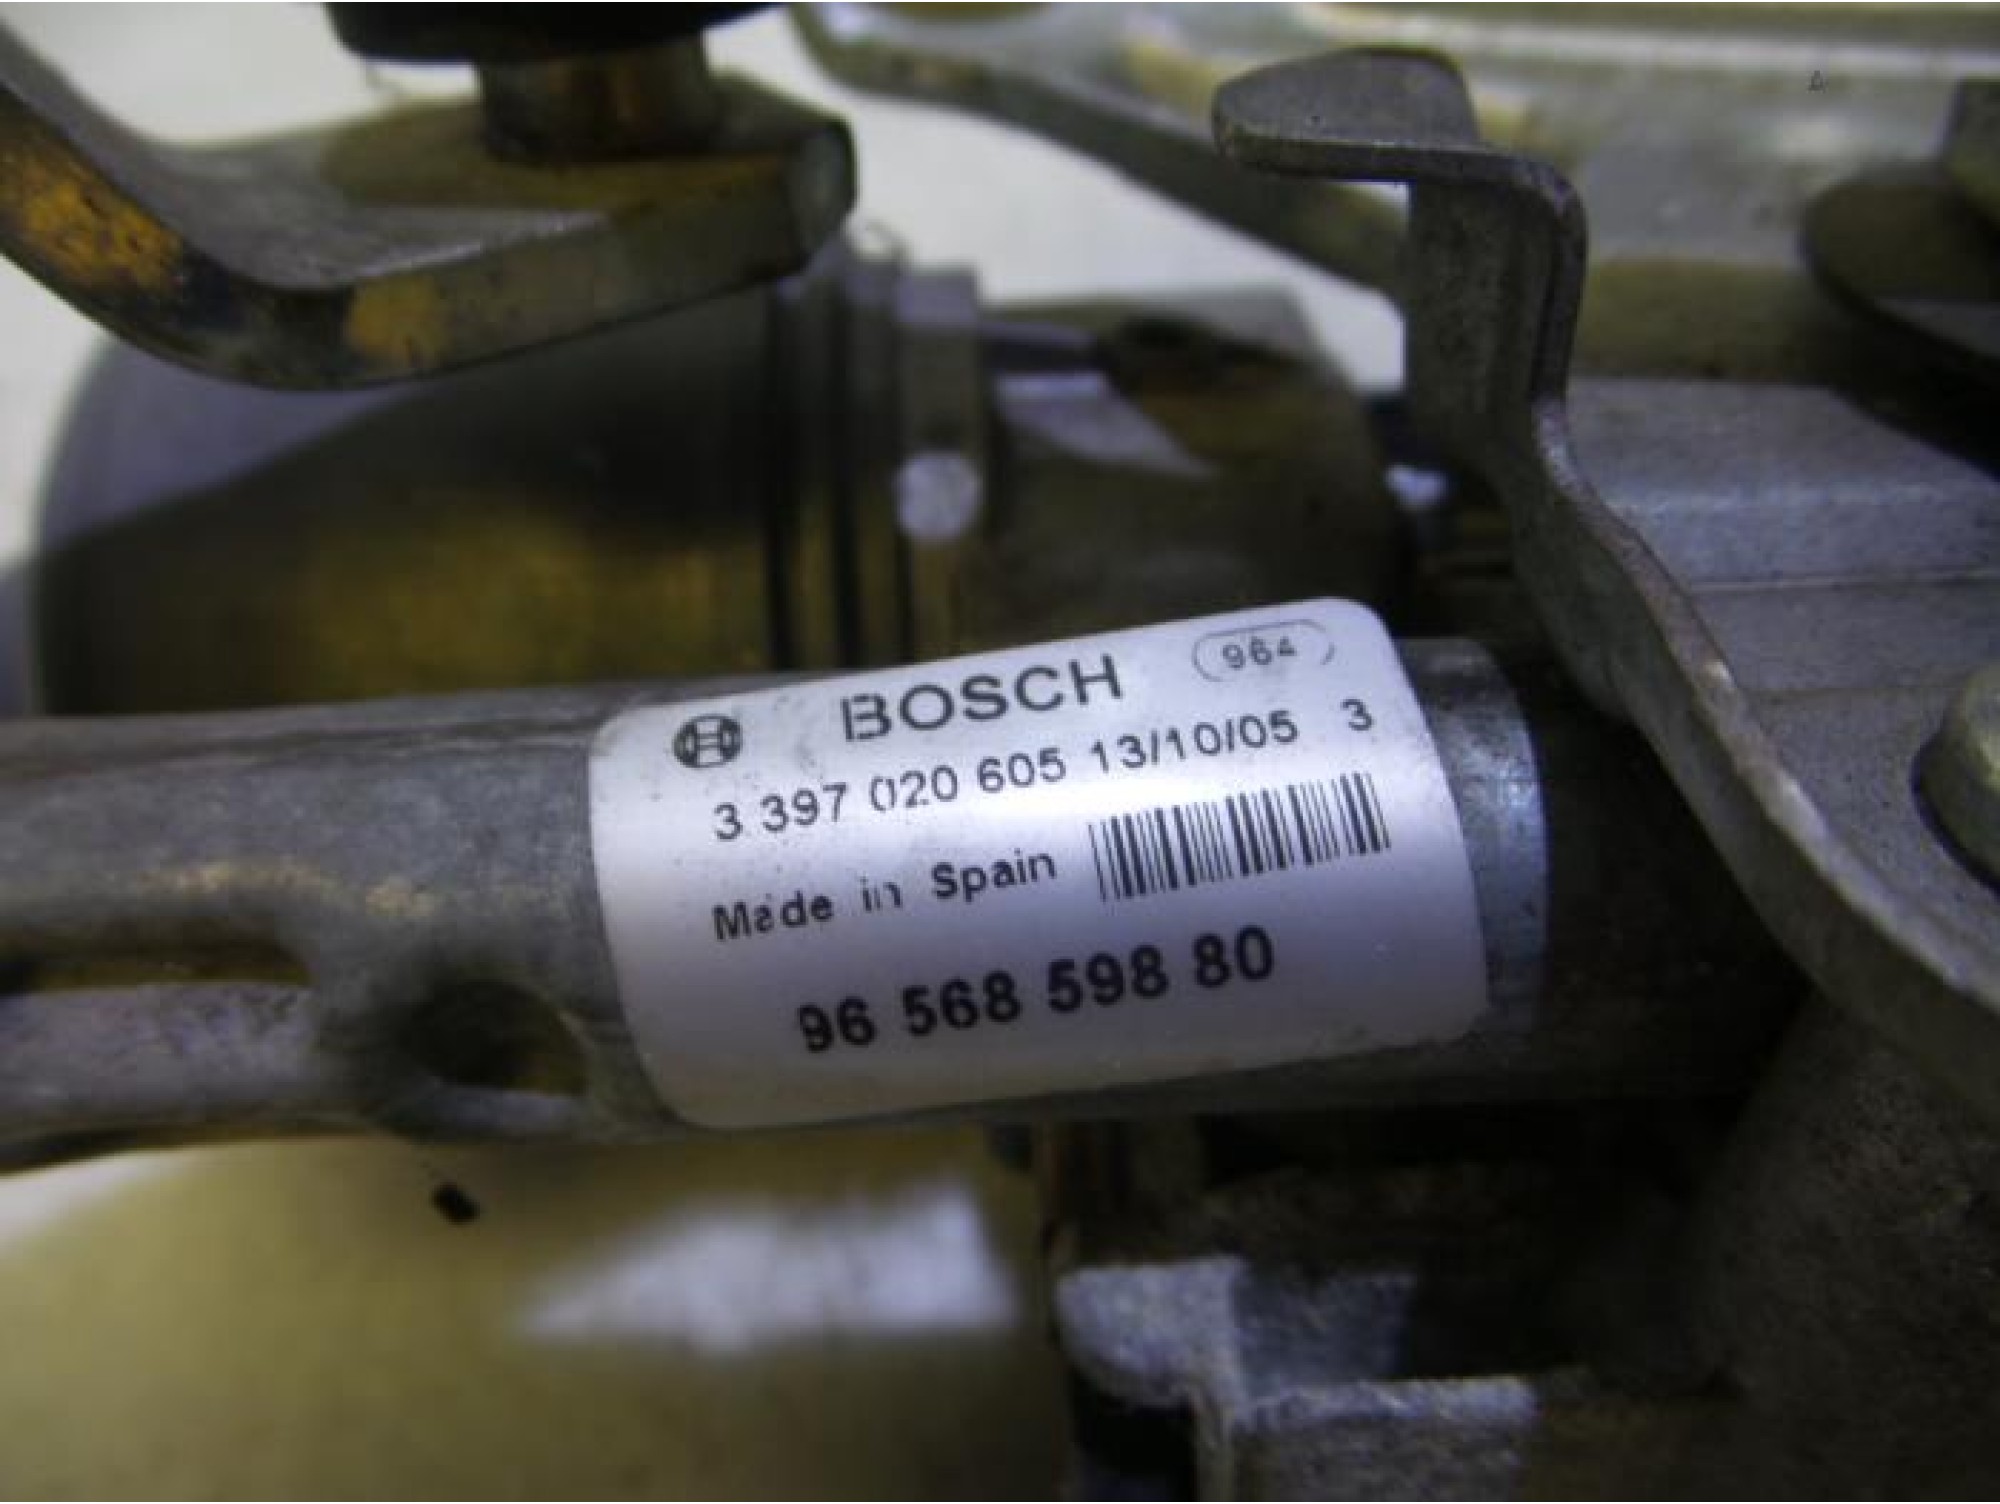 BOSCH 964
3 397 020 605 13/10/05 3
Made in Spain
96 568 598 80